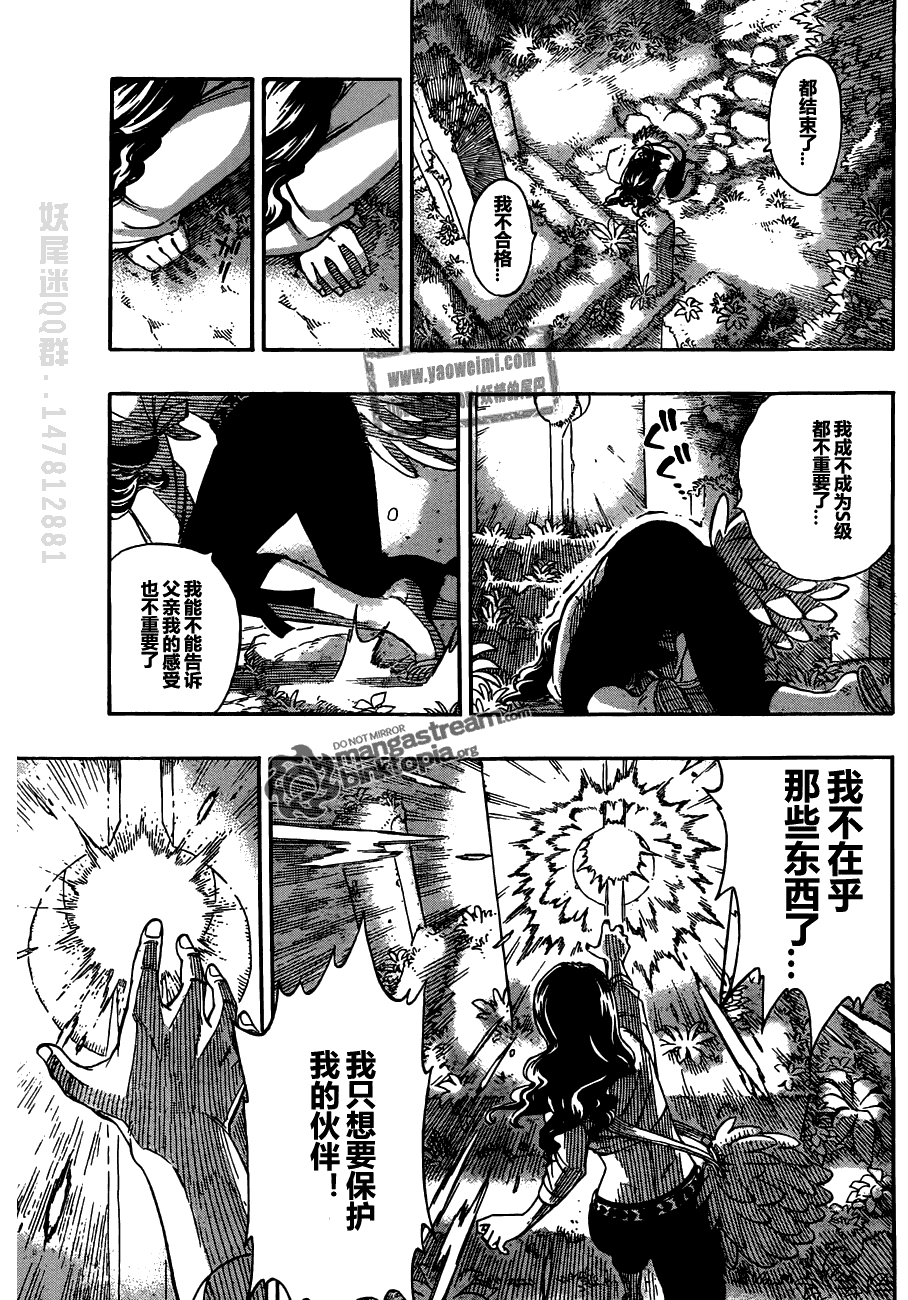 都结束了…
我不合格…
我成不成为S级
都不重要了…
我能不能告诉
父亲我的感受
也不重要了
我不在乎
那些东西了…
我只想要保护
我的伙伴！
www.yaoweimi.com
妖精的尾巴
妖尾迷QQ群..147812881
DO NOT MIRROR
mangastream.com
binktopia.org